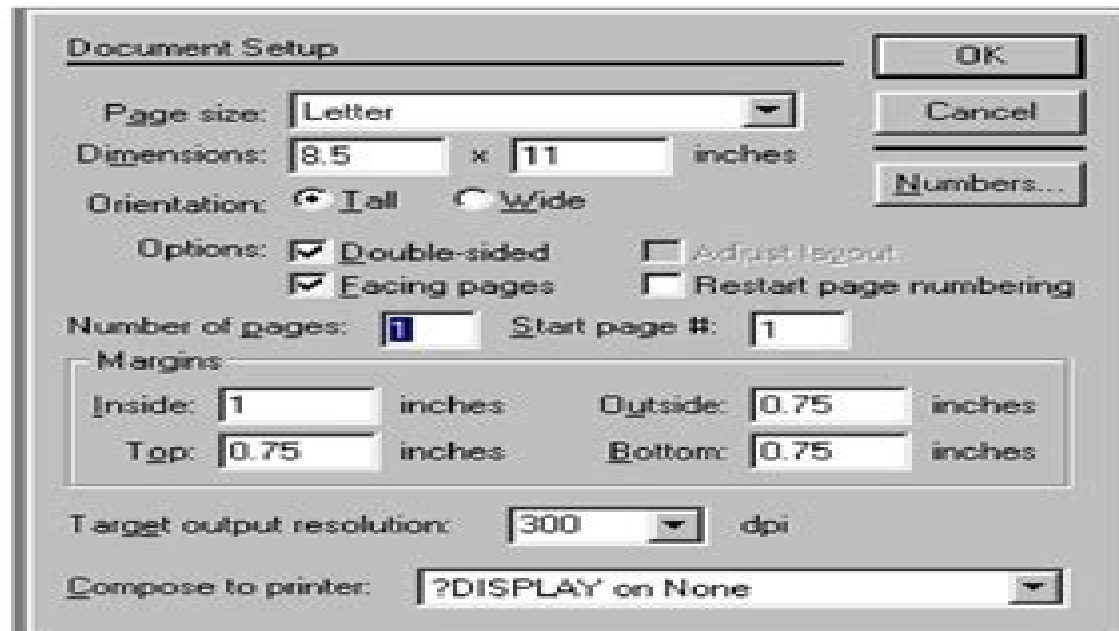 Document Setup
OK
Page size: Letter
Cancel
Dimensions: 8.5 x 11 inches
Numbers...
Orientation: Tall Wide
Options: Double-sided Adjust layout
Facing pages Restart page numbering
Number of pages: 1 Start page #: 1
Margins
Inside: 1 inches Outside: 0.75 inches
Top: 0.75 inches Bottom: 0.75 inches
Target output resolution: 300 dpi
Compose to printer: ?DISPLAY' on None